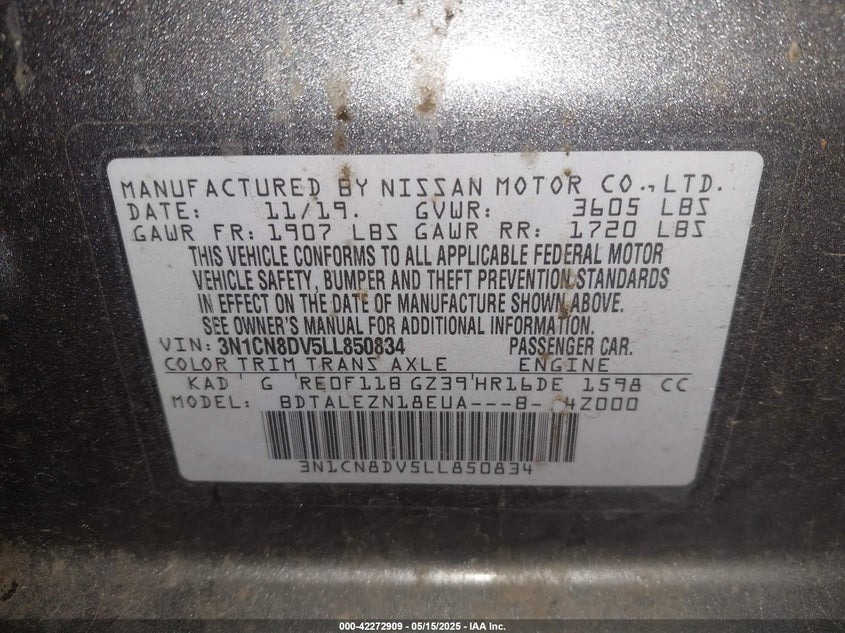 MANUFACTURED BY NISSAN MOTOR CO., LTD.
DATE: 11/19. GVWR: 3605 LBS
GAWR FR: 1907 LBS GAWR RR: 1720 LBS
THIS VEHICLE CONFORMS TO ALL APPLICABLE FEDERAL MOTOR
VEHICLE SAFETY, BUMPER AND THEFT PREVENTION STANDARDS
IN EFFECT ON THE DATE OF MANUFACTURE SHOWN ABOVE.
SEE OWNER'S MANUAL FOR ADDITIONAL INFORMATION.
VIN: 3N1CN8DV5LL850834 PASSENGER CAR.
COLOR TRIM TRANS AXLE ENGINE
KAD G RE0F11B GZ39 HR16DE 1598 CC
MODEL: BDTALEZN18EUA---B- 4Z000
3N1CN8DV5LL850834
000-42272909 — 05/15/2025 — IAA Inc.